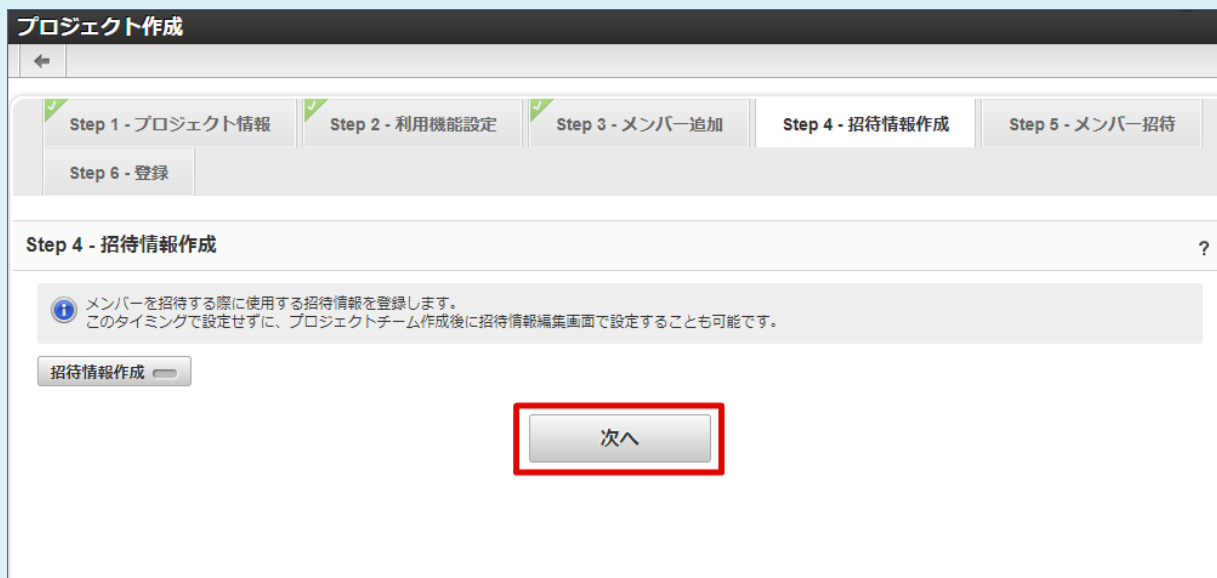 プロジェクト作成
Step 1 - プロジェクト情報
Step 2 - 利用機能設定
Step 3 - メンバー追加
Step 4 - 招待情報作成
Step 5 - メンバー招待
Step 6 - 登録
Step 4 - 招待情報作成
?
メンバーを招待する際に使用する招待情報を登録します。
このタイミングで設定せずに、プロジェクトチーム作成後に招待情報編集画面で設定することも可能です。
招待情報作成
次へ